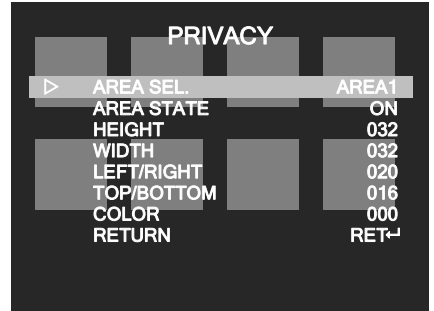 PRIVACY
▷ AREA SEL. AREA1
AREA STATE ON
HEIGHT 032
WIDTH 032
LEFT/RIGHT 020
TOP/BOTTOM 016
COLOR 000
RETURN RET↵